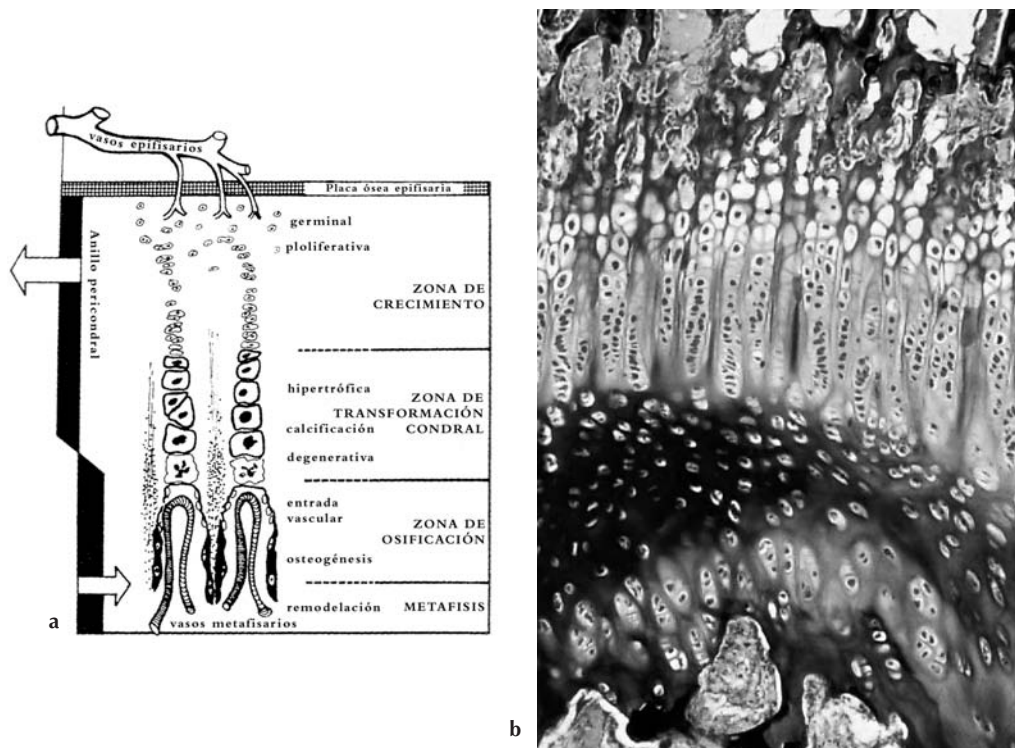 vasos epifisarios
Placa ósea epifisaria
Anillo pericondral
germinal
ploliferativa
ZONA DE
CRECIMIENTO
hipertrófica
ZONA DE
TRANSFORMACIÓN
calcificación CONDRAL
degenerativa
entrada
vascular
ZONA DE
OSIFICACIÓN
osteogénesis
remodelación METAFISIS
vasos metafisarios
a
b